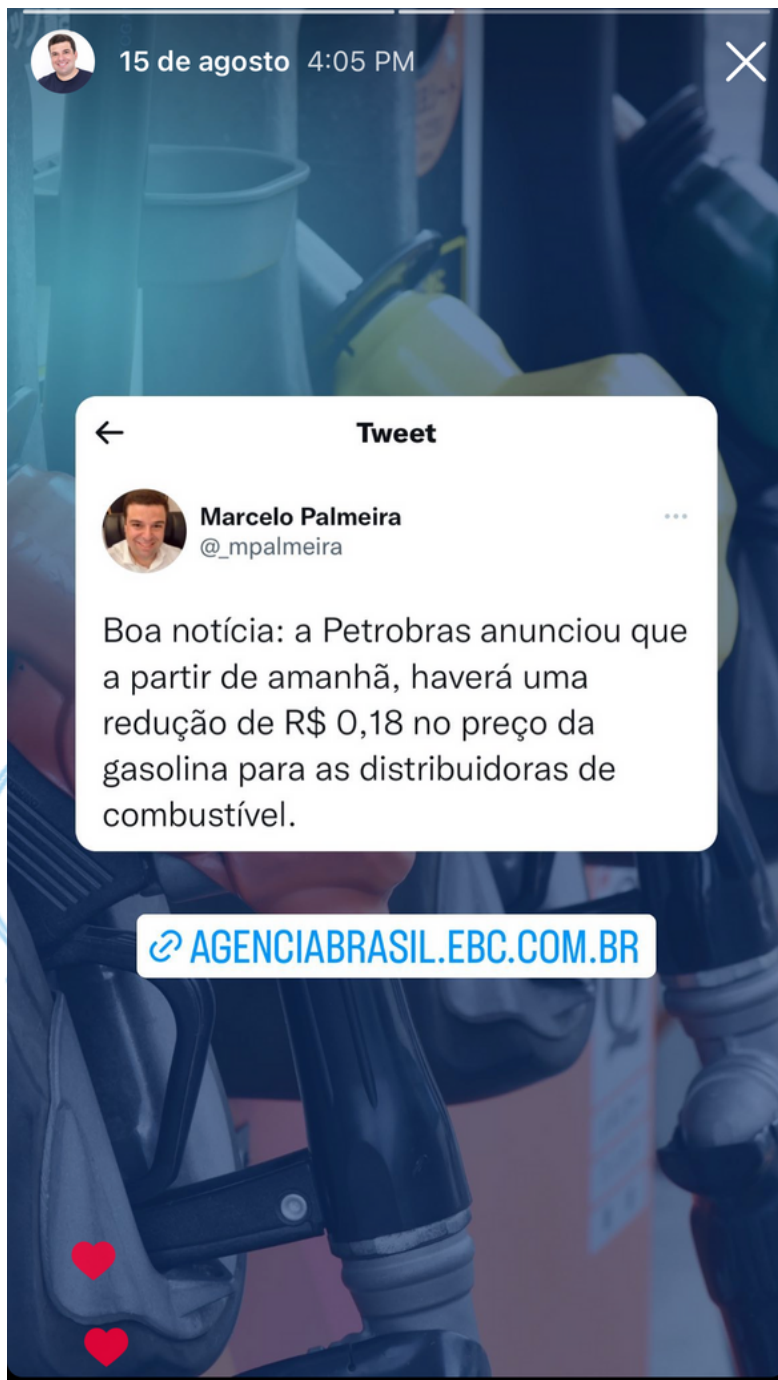 15 de agosto 4:05 PM
Tweet
Marcelo Palmeira
@_mpalmeira
Boa notícia: a Petrobras anunciou que
a partir de amanhã, haverá uma
redução de R$ 0,18 no preço da
gasolina para as distribuidoras de
combustível.
AGENCIABRASIL.EBC.COM.BR